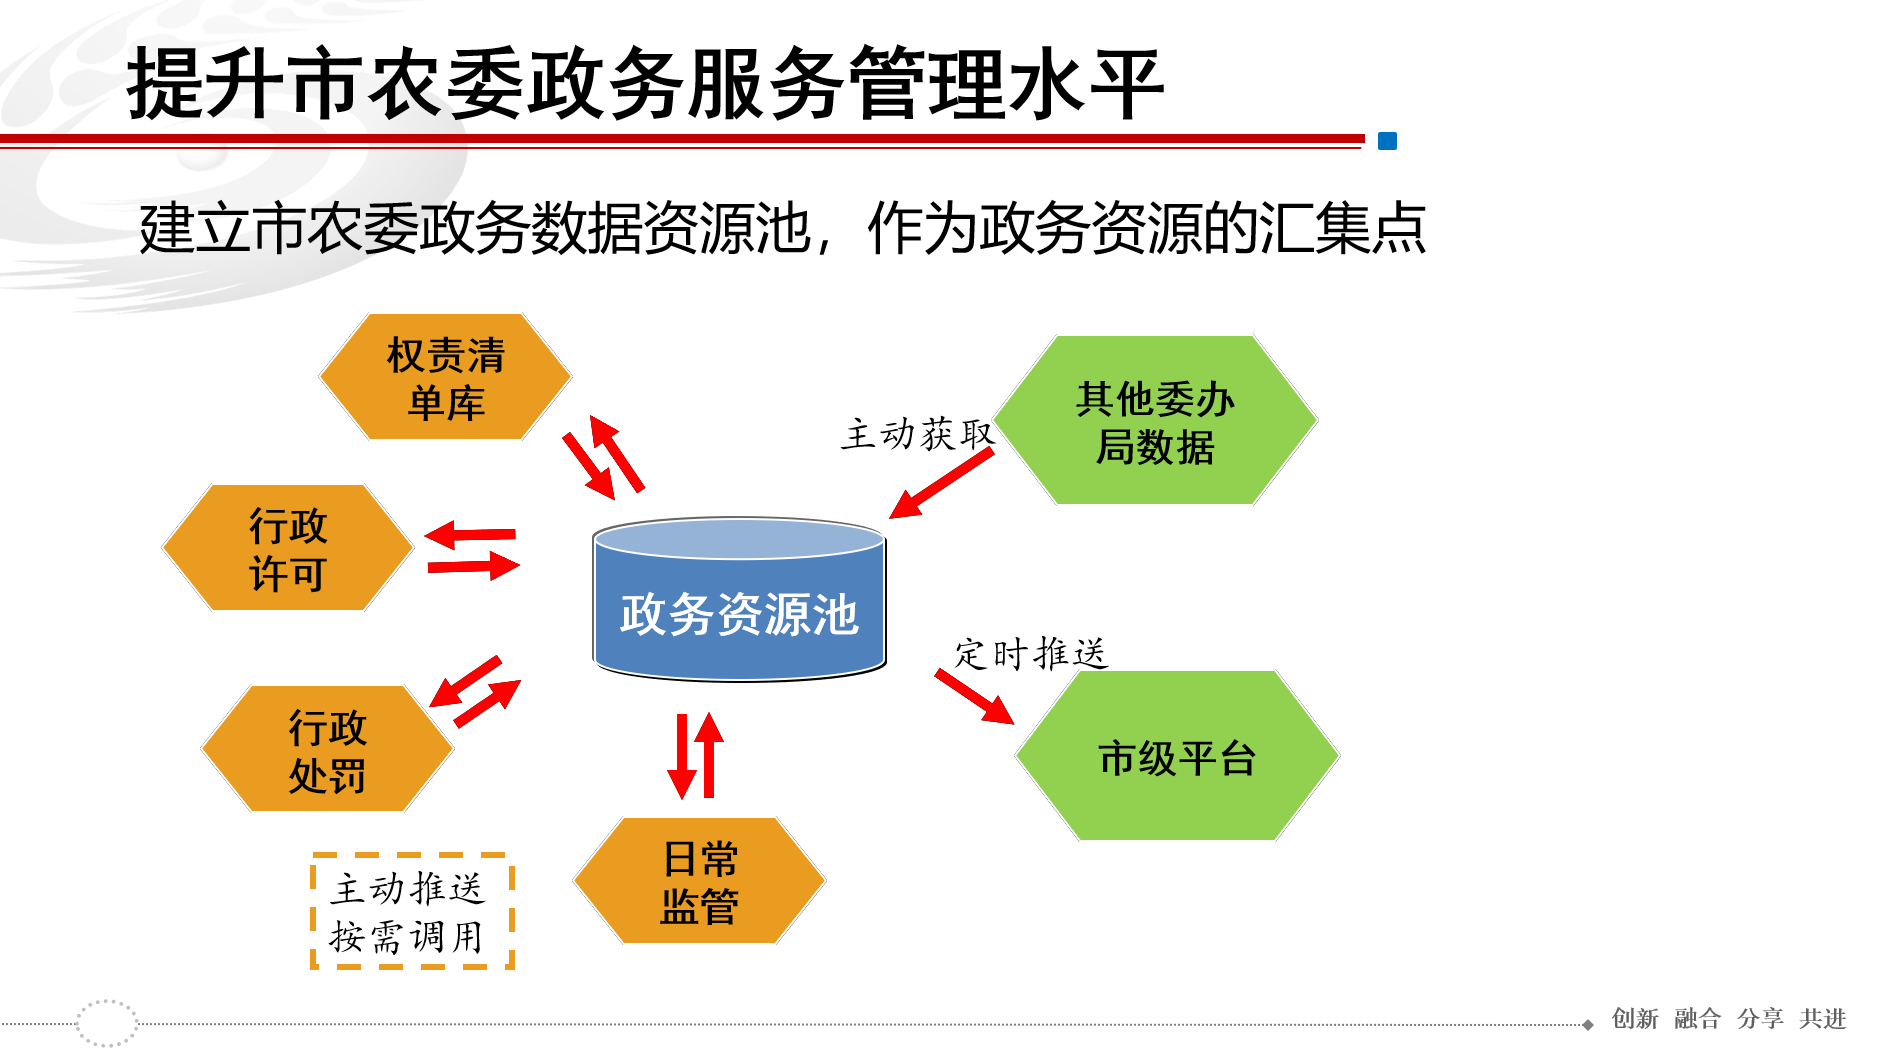 提升市农委政务服务管理水平
建立市农委政务数据资源池，作为政务资源的汇集点
权责清
单库
其他委办
局数据
主动获取
行政
许可
政务资源池
定时推送
行政
处罚
市级平台
日常
监管
主动推送
按需调用
创新 融合 分享 共进